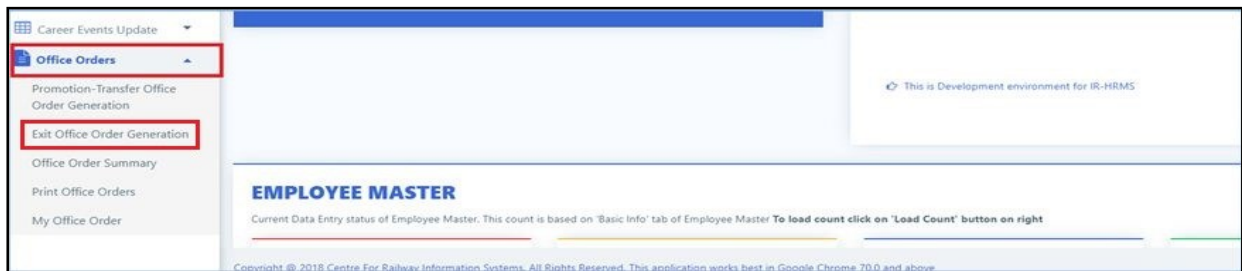 Career Events Update
Office Orders
Promotion-Transfer Office
Order Generation
Exit Office Order Generation
Office Order Summary
Print Office Orders
My Office Order
This is Development environment for IR-HRMS
EMPLOYEE MASTER
Current Data Entry status of Employee Master. This count is based on 'Basic Info' tab of Employee Master To load count click on 'Load Count' button on right
Copyright @ 2018 Centre For Railway Information Systems. All Rights Reserved. This application works best in Google Chrome 70.0 and above